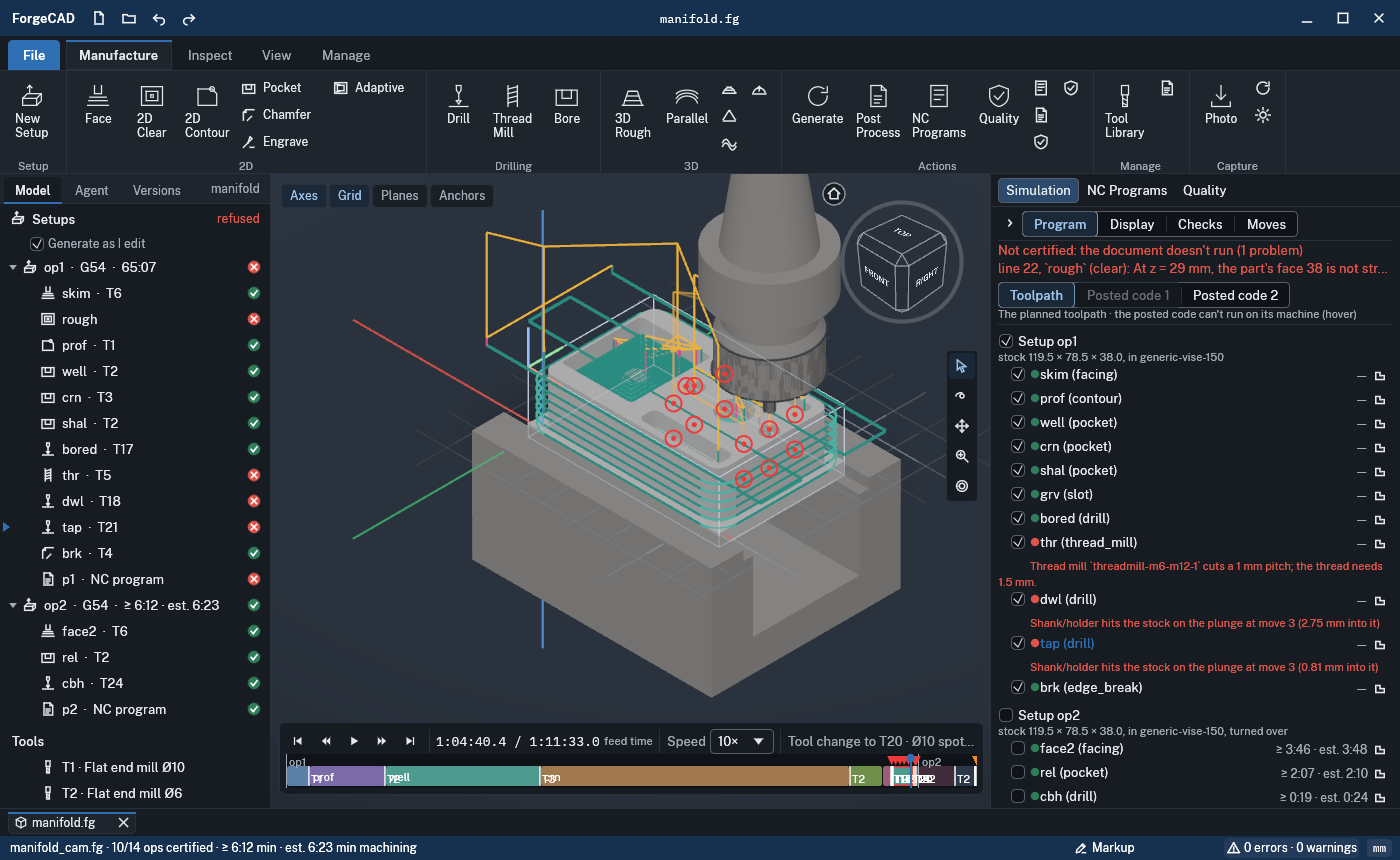 ForgeCAD
manifold.fg
File
Manufacture
Inspect
View
Manage
New Setup
Face
2D Clear
2D Contour
Pocket
Chamfer
Engrave
Adaptive
Drill
Thread Mill
Bore
3D Rough
Parallel
Generate
Post Process
NC Programs
Quality
Tool Library
Photo
Setup
2D
Drilling
3D
Actions
Manage
Capture
Model
Agent
Versions
manifold
Setups
refused
Generate as I edit
op1 · G54 · 65:07
skim · T6
rough
prof · T1
well · T2
crn · T3
shal · T2
bored · T17
thr · T5
dwl · T18
tap · T21
brk · T4
p1 · NC program
op2 · G54 · ≥ 6:12 · est. 6:23
face2 · T6
rel · T2
cbh · T24
p2 · NC program
Tools
T1 · Flat end mill Ø10
T2 · Flat end mill Ø6
Axes
Grid
Planes
Anchors
TOP
FRONT
RIGHT
1:04:40.4 / 1:11:33.0 feed time
Speed
10×
Tool change to T20 · Ø10 spot...
op1
op2
prof
well
T2
T2
Simulation
NC Programs
Quality
Program
Display
Checks
Moves
Not certified: the document doesn't run (1 problem)
line 22, `rough` (clear): At z = 29 mm, the part's face 38 is not str...
Toolpath
Posted code 1
Posted code 2
The planned toolpath · the posted code can't run on its machine (hover)
Setup op1
stock 119.5 × 78.5 × 38.0, in generic-vise-150
skim (facing) —
prof (contour) —
well (pocket) —
crn (pocket) —
shal (pocket) —
grv (slot) —
bored (drill) —
thr (thread_mill) —
Thread mill `threadmill-m6-m12-1` cuts a 1 mm pitch; the thread needs
1.5 mm.
dwl (drill) —
Shank/holder hits the stock on the plunge at move 3 (2.75 mm into it)
tap (drill) —
Shank/holder hits the stock on the plunge at move 3 (0.81 mm into it)
brk (edge_break) —
Setup op2
stock 119.5 × 78.5 × 38.0, in generic-vise-150, turned over
face2 (facing) ≥ 3:46 · est. 3:48
rel (pocket) ≥ 2:07 · est. 2:10
cbh (drill) ≥ 0:19 · est. 0:24
manifold.fg
manifold_cam.fg · 10/14 ops certified · ≥ 6:12 min · est. 6:23 min machining
Markup
0 errors · 0 warnings
mm